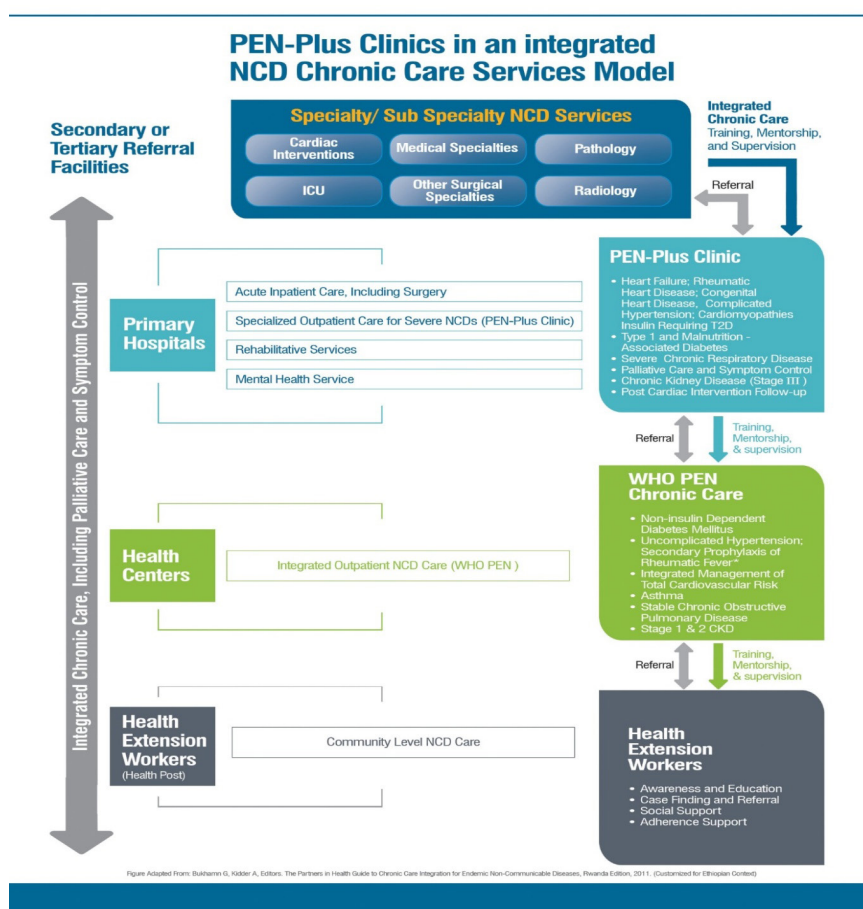 PEN-Plus Clinics in an integrated
NCD Chronic Care Services Model
Secondary or
Tertiary Referral
Facilities
Specialty/ Sub Specialty NCD Services
Cardiac
Interventions
Medical Specialties
Pathology
ICU
Other Surgical
Specialties
Radiology
Integrated
Chronic Care
Training, Mentorship,
and Supervision
Referral
Integrated Chronic Care, Including Palliative Care and Symptom Control
Primary
Hospitals
Acute Inpatient Care, Including Surgery
Specialized Outpatient Care for Severe NCDs (PEN-Plus Clinic)
Rehabilitative Services
Mental Health Service
PEN-Plus Clinic
• Heart Failure; Rheumatic
Heart Disease; Congenital
Heart Disease, Complicated
Hypertension; Cardiomyopathies
Insulin Requiring T2D
• Type 1 and Malnutrition -
Associated Diabetes
• Severe Chronic Respiratory Disease
• Palliative Care and Symptom Control
• Chronic Kidney Disease (Stage III )
• Post Cardiac Intervention Follow-up
Referral
Training,
Mentorship,
& supervision
Health
Centers
Integrated Outpatient NCD Care (WHO PEN )
WHO PEN
Chronic Care
• Non-insulin Dependent
Diabetes Mellitus
• Uncomplicated Hypertension;
Secondary Prophylaxis of
Rheumatic Fever*
• Integrated Management of
Total Cardiovascular Risk
• Asthma
• Stable Chronic Obstructive
Pulmonary Disease
• Stage 1 & 2 CKD
Referral
Training,
Mentorship,
& supervision
Health
Extension
Workers
(Health Post)
Community Level NCD Care
Health
Extension
Workers
• Awareness and Education
• Case Finding and Referral
• Social Support
• Adherence Support
Figure Adapted From: Bukhamn G, Kidder A, Editors. The Partners in Health Guide to Chronic Care Integration for Endemic Non-Communicable Diseases, Rwanda Edition, 2011. (Customized for Ethiopian Context)